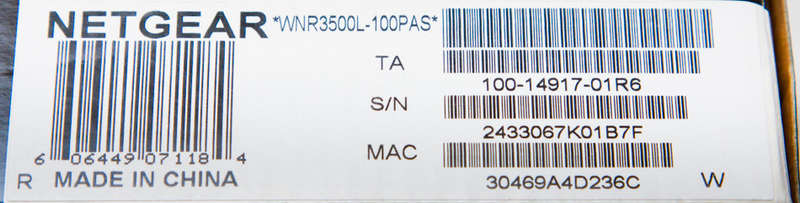 NETGEAR *WNR3500L-100PAS*
TA
100-14917-01R6
S/N
2433067K01B7F
MAC
6 06449 07118 4
R MADE IN CHINA 30469A4D236C W